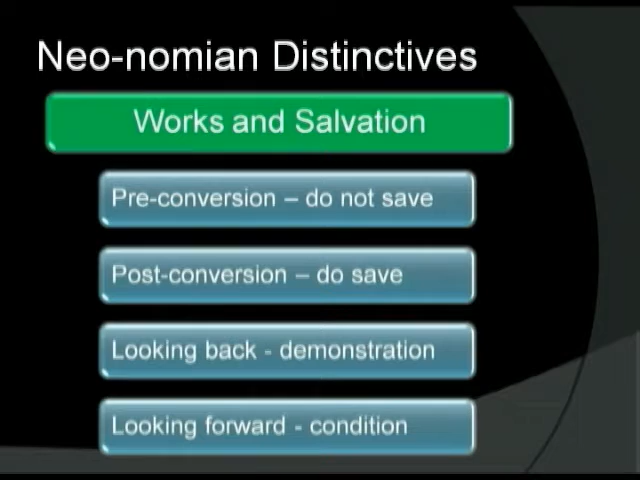 Neo-nomian Distinctives
Works and Salvation
Pre-conversion – do not save
Post-conversion – do save
Looking back - demonstration
Looking forward - condition